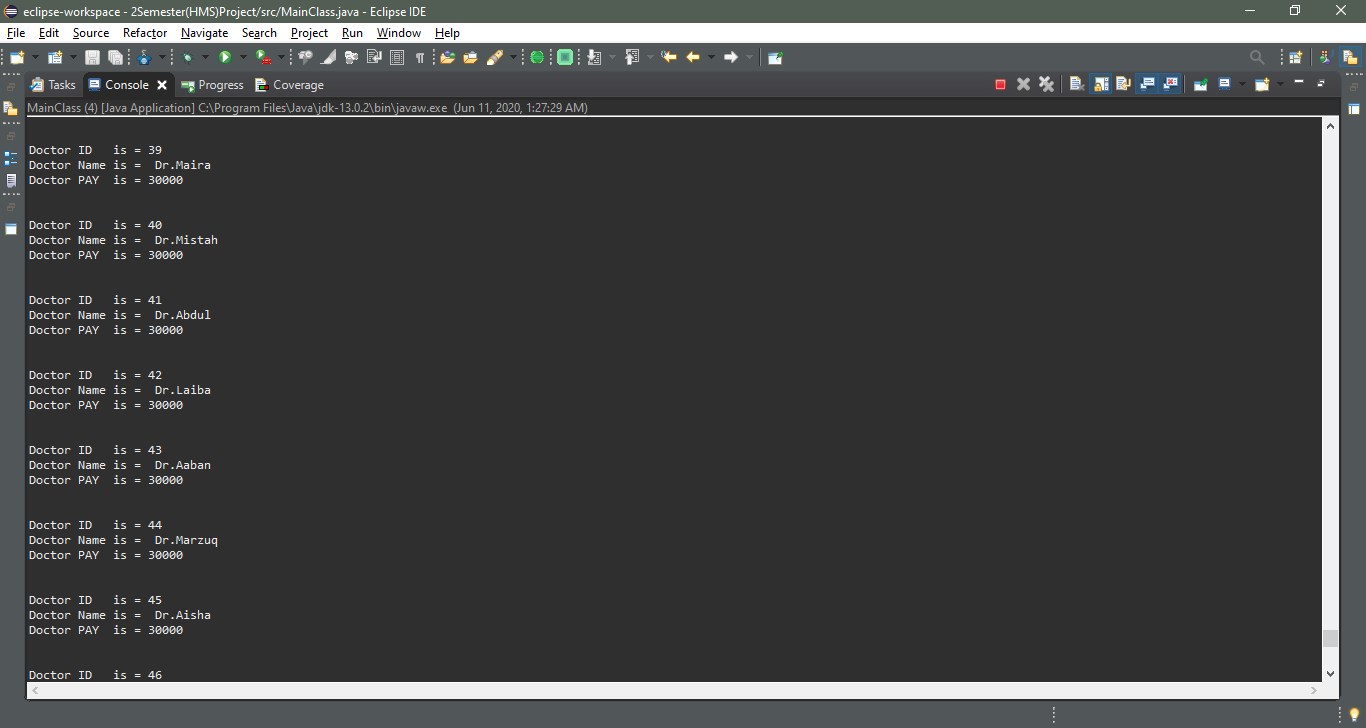 eclipse-workspace - 2Semester(HMS)Project/src/MainClass.java - Eclipse IDE
File Edit Source Refactor Navigate Search Project Run Window Help
Tasks Console Progress Coverage
MainClass (4) [Java Application] C:\Program Files\Java\jdk-13.0.2\bin\javaw.exe (Jun 11, 2020, 1:27:29 AM)
Doctor ID   is = 39
Doctor Name is =  Dr.Maira
Doctor PAY  is = 30000
Doctor ID   is = 40
Doctor Name is =  Dr.Mistah
Doctor PAY  is = 30000
Doctor ID   is = 41
Doctor Name is =  Dr.Abdul
Doctor PAY  is = 30000
Doctor ID   is = 42
Doctor Name is =  Dr.Laiba
Doctor PAY  is = 30000
Doctor ID   is = 43
Doctor Name is =  Dr.Aaban
Doctor PAY  is = 30000
Doctor ID   is = 44
Doctor Name is =  Dr.Marzuq
Doctor PAY  is = 30000
Doctor ID   is = 45
Doctor Name is =  Dr.Aisha
Doctor PAY  is = 30000
Doctor ID   is = 46